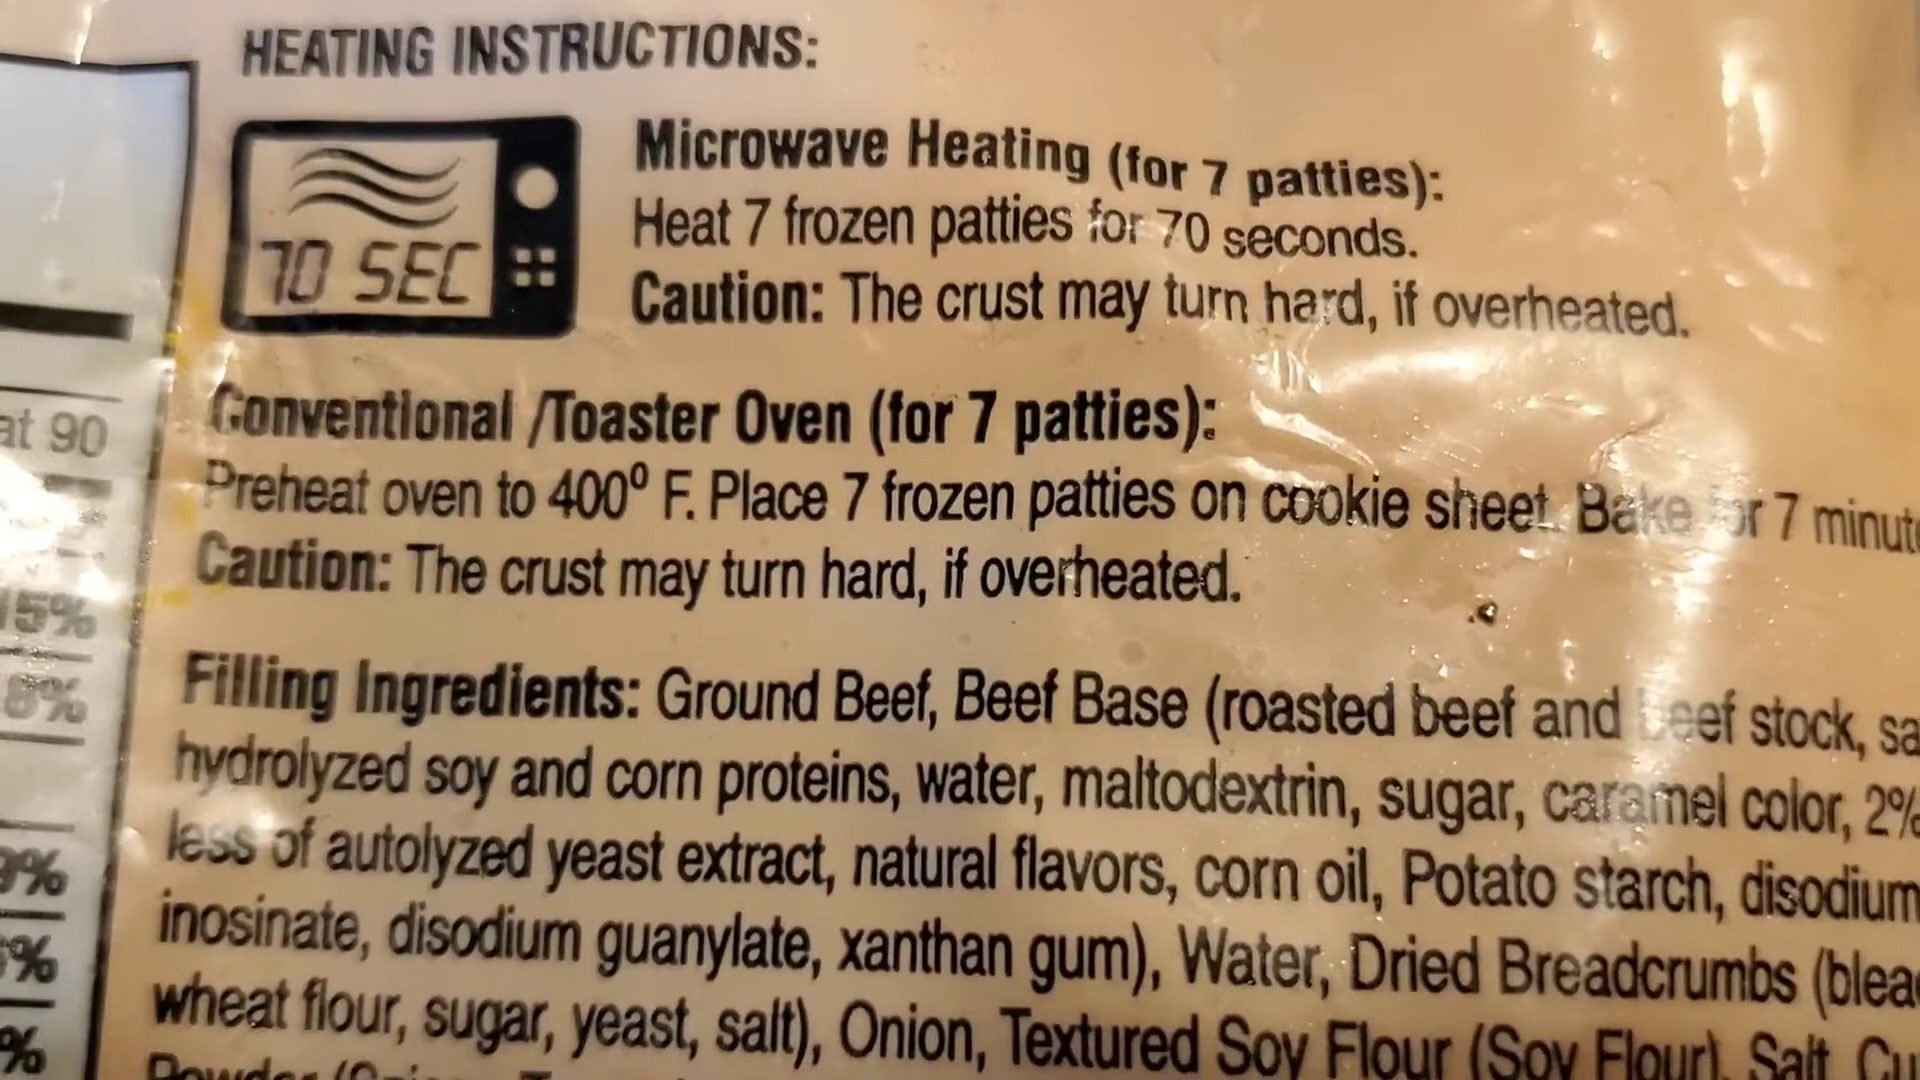 HEATING INSTRUCTIONS:
70 SEC
Microwave Heating (for 7 patties):
Heat 7 frozen patties for 70 seconds.
Caution: The crust may turn hard, if overheated.
Conventional /Toaster Oven (for 7 patties):
Preheat oven to 400º F. Place 7 frozen patties on cookie sheet. Bake for 7
Caution: The crust may turn hard, if overheated.
Filling Ingredients: Ground Beef, Beef Base (roasted beef and beef stock,
hydrolyzed soy and corn proteins, water, maltodextrin, sugar, caramel color, 2%
less of autolyzed yeast extract, natural flavors, corn oil, Potato starch, disodium
inosinate, disodium guanylate, xanthan gum), Water, Dried Breadcrumbs
wheat flour, sugar, yeast, salt), Onion, Textured Soy Flour (Soy Flour), Salt,
at 90
15%
8%